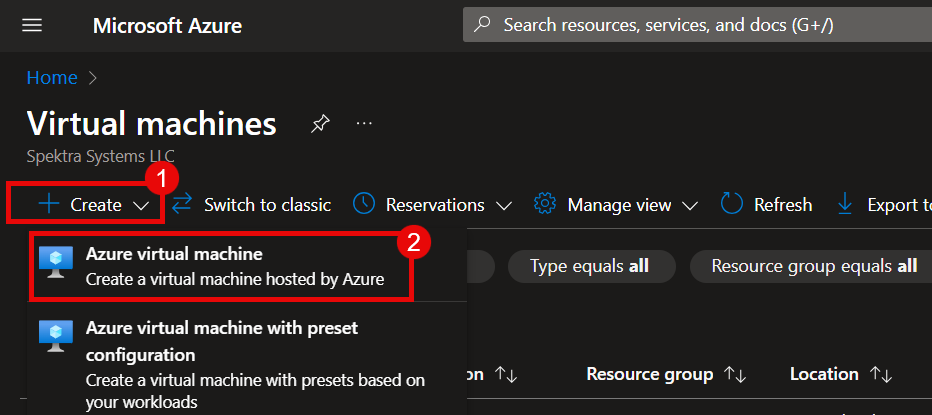 Microsoft Azure
Search resources, services, and docs (G+/)
Home
Virtual machines
Spektra Systems LLC
1
Create
Switch to classic
Reservations
Manage view
Refresh
Export to
2
Azure virtual machine
Create a virtual machine hosted by Azure
Type equals all
Resource group equals all
Azure virtual machine with preset
configuration
Create a virtual machine with presets based on
your workloads
on
Resource group
Location